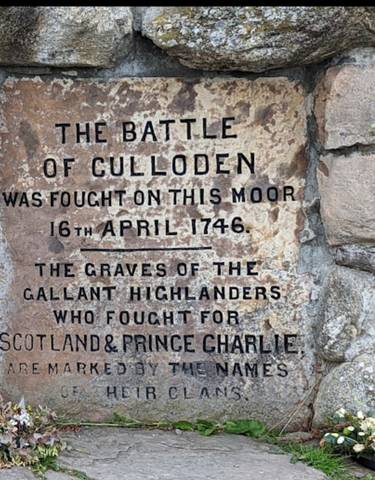 THE BATTLE
OF CULLODEN
WAS FOUGHT ON THIS MOOR
16TH APRIL 1746.
THE GRAVES OF THE
GALLANT HIGHLANDERS
WHO FOUGHT FOR
SCOTLAND & PRINCE CHARLIE,
ARE MARKED BY THE NAMES
OF THEIR CLANS.